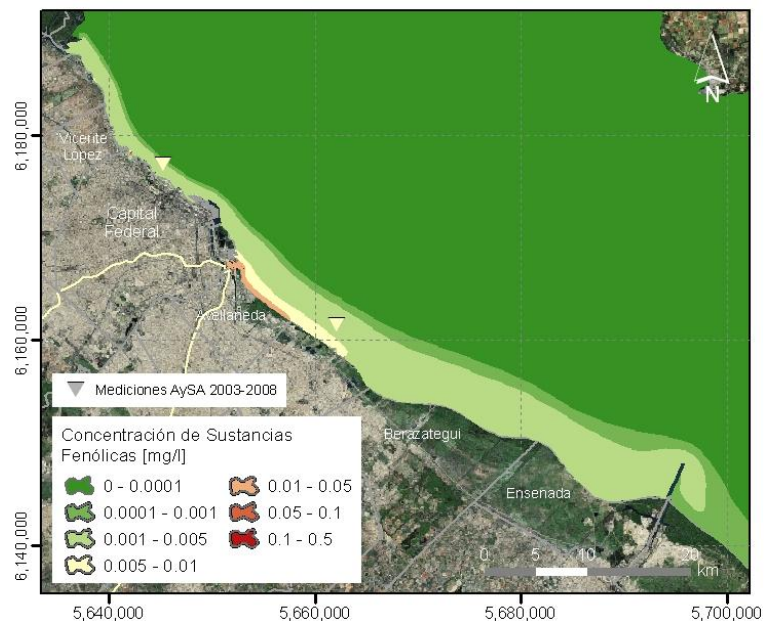 N
6,180,000
6,160,000
6,140,000
Vicente
López
Capital
Federal
Avellaneda
Berazategui
Ensenada
Mediciones AySA 2003-2008
Concentración de Sustancias
Fenólicas [mg/l]
0 - 0.0001
0.0001 - 0.001
0.001 - 0.005
0.005 - 0.01
0.01 - 0.05
0.05 - 0.1
0.1 - 0.5
0 5 10 20
km
5,640,000 5,660,000 5,680,000 5,700,000